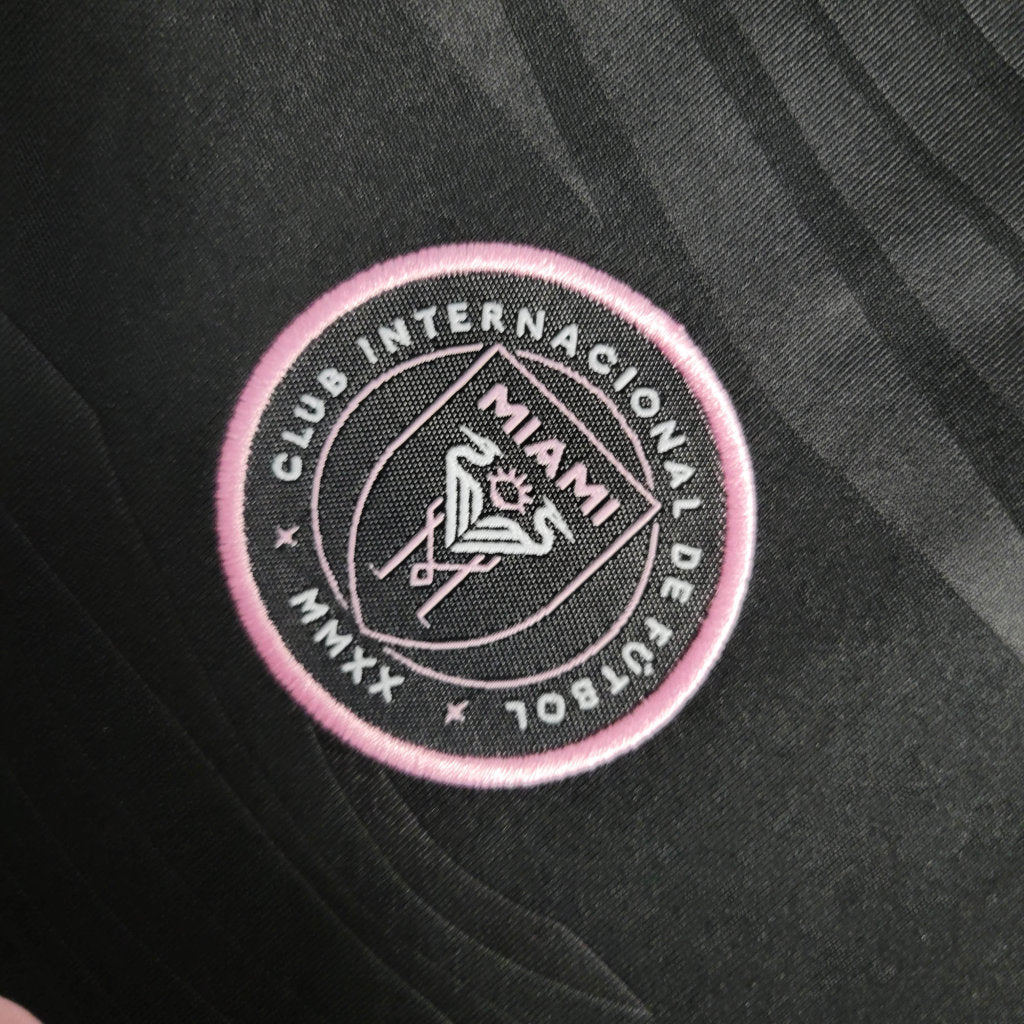 CLUB INTERNACIONAL DE FÚTBOL
MIAMI
× MMXX ×